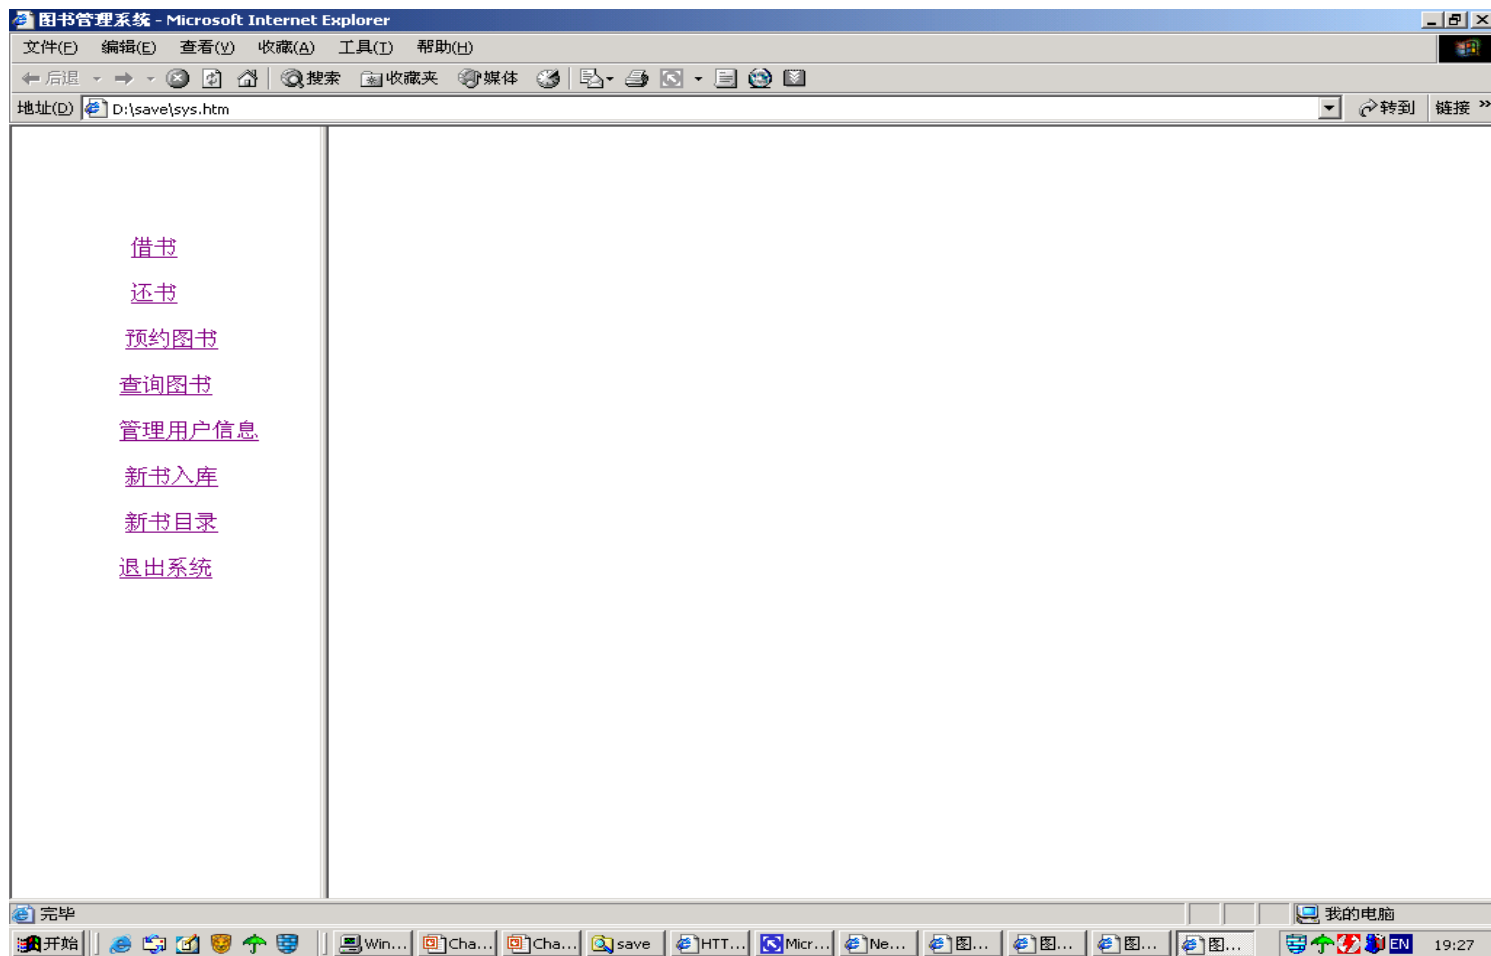 图书管理系统 - Microsoft Internet Explorer
文件(F) 编辑(E) 查看(V) 收藏(A) 工具(T) 帮助(H)
后退 搜索 收藏夹 媒体
地址(D) D:\save\sys.htm 转到 链接 »
借书
还书
预约图书
查询图书
管理用户信息
新书入库
新书目录
退出系统
完毕 我的电脑
开始 Win... Cha... Cha... save HTT... Micr... Ne... 图... 图... 图... 图... EN 19:27